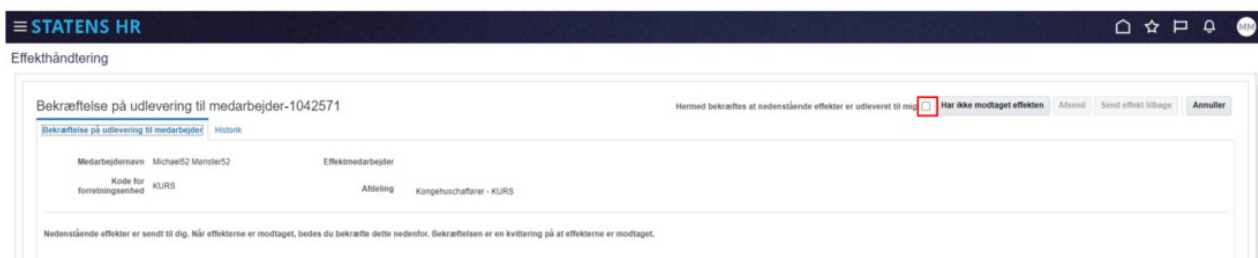 STATENS HR
MM
Effekthåndtering
Bekræftelse på udlevering til medarbejder-1042571
Hermed bekræftes at nedenstående effekter er udleveret til mig
Har ikke modtaget effekten
Afsend
Send effekt tilbage
Annuller
Bekræftelse på udlevering til medarbejder
Historik
Medarbejdernavn Michael52 Mønster52
Effektmedarbejder
Kode for
forretningsenhed KURS
Afdeling Kongehuschaffører - KURS
Nedenstående effekter er sendt til dig. Når effekterne er modtaget, bedes du bekræfte dette nedenfor. Bekræftelsen er en kvittering på at effekterne er modtaget.